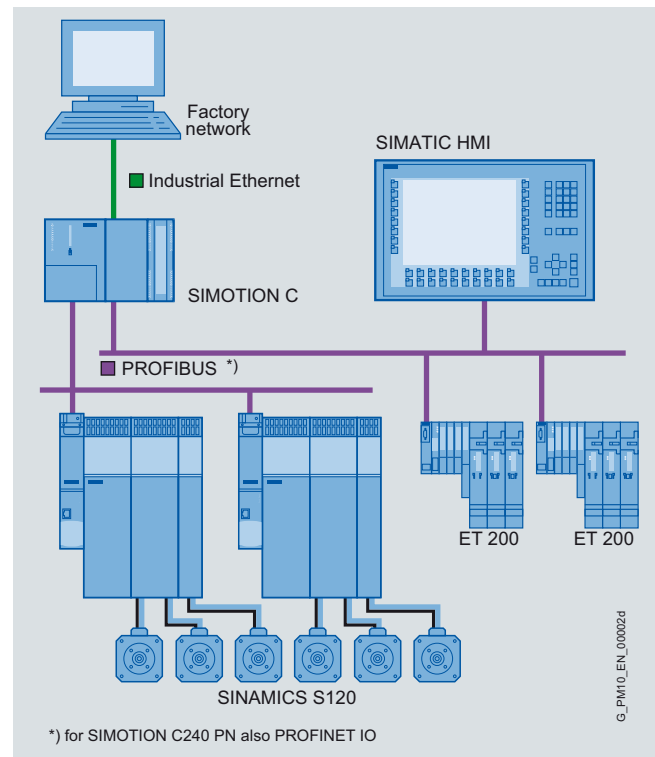 Factory
network
SIMATIC HMI
Industrial Ethernet
SIMOTION C
PROFIBUS *)
ET 200 ET 200
SINAMICS S120
G_PM10_EN_00002d
*) for SIMOTION C240 PN also PROFINET IO